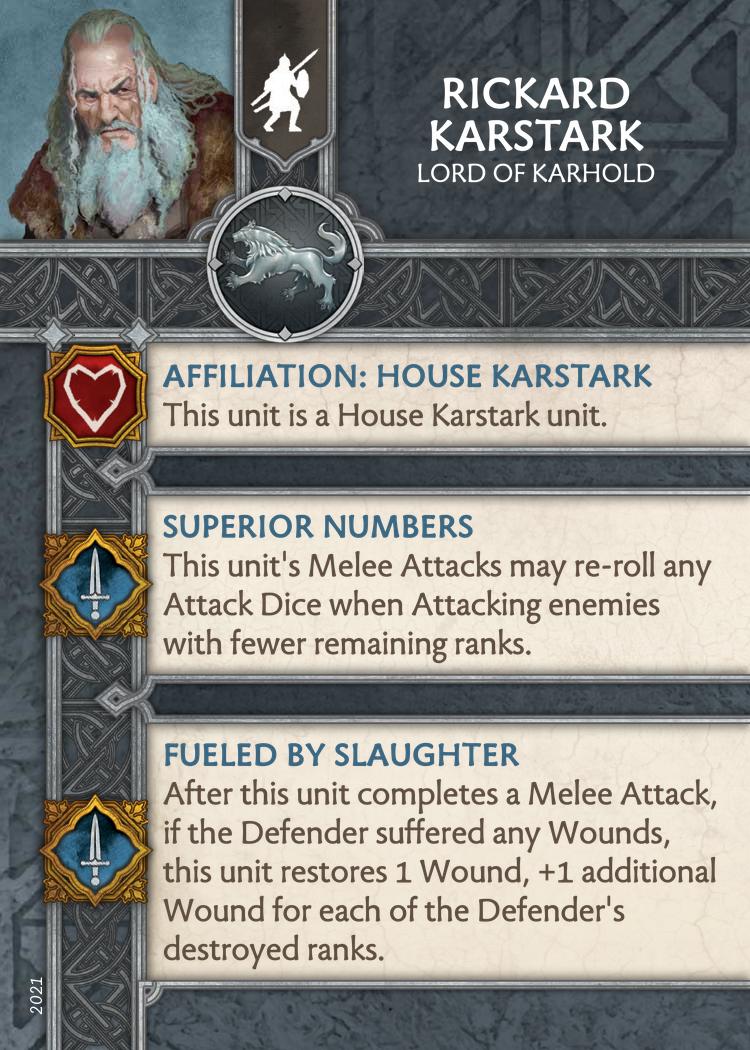 RICKARD
KARSTARK
LORD OF KARHOLD
AFFILIATION: HOUSE KARSTARK
This unit is a House Karstark unit.
SUPERIOR NUMBERS
This unit's Melee Attacks may re-roll any
Attack Dice when Attacking enemies
with fewer remaining ranks.
FUELED BY SLAUGHTER
After this unit completes a Melee Attack,
if the Defender suffered any Wounds,
this unit restores 1 Wound, +1 additional
Wound for each of the Defender's
destroyed ranks.
2021